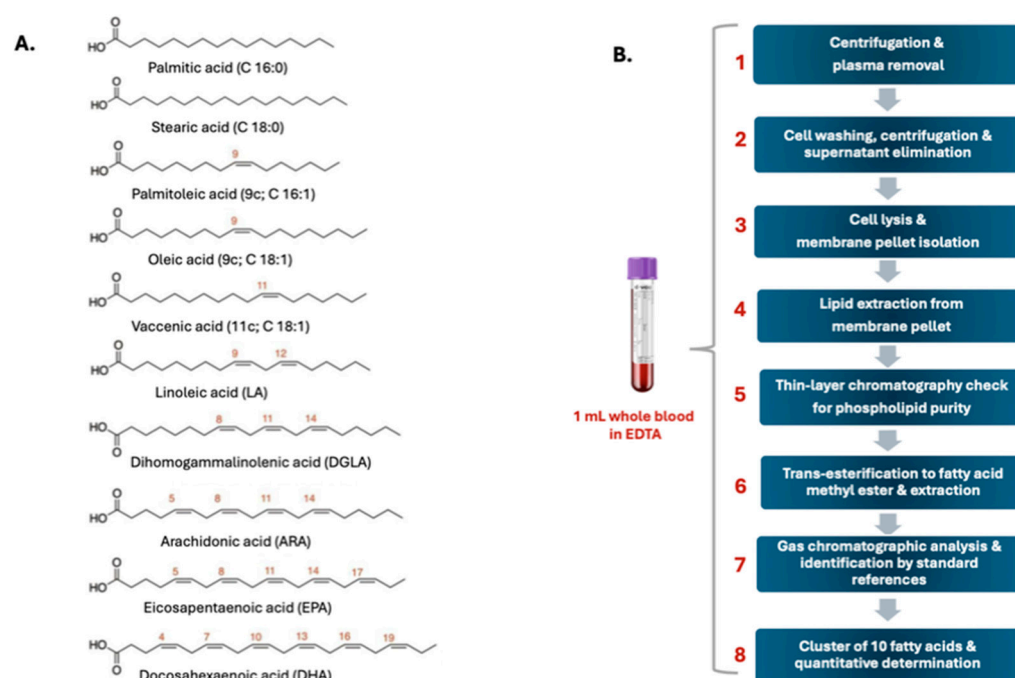 A.
O
HO
Palmitic acid (C 16:0)
O
HO
Stearic acid (C 18:0)
O
HO
9
Palmitoleic acid (9c; C 16:1)
O
HO
9
Oleic acid (9c; C 18:1)
O
HO
11
Vaccenic acid (11c; C 18:1)
O
HO
9 12
Linoleic acid (LA)
HO
O
8 11 14
Dihomogammalinolenic acid (DGLA)
O
HO
5 8 11 14
Arachidonic acid (ARA)
O
HO
5 8 11 14 17
Eicosapentaenoic acid (EPA)
HO
O
4 7 10 13 16 19
Docosahexaenoic acid (DHA)
B.
1 mL whole blood
in EDTA
1
Centrifugation &
plasma removal
2
Cell washing, centrifugation &
supernatant elimination
3
Cell lysis &
membrane pellet isolation
4
Lipid extraction from
membrane pellet
5
Thin-layer chromatography check
for phospholipid purity
6
Trans-esterification to fatty acid
methyl ester & extraction
7
Gas chromatographic analysis &
identification by standard
references
8
Cluster of 10 fatty acids &
quantitative determination